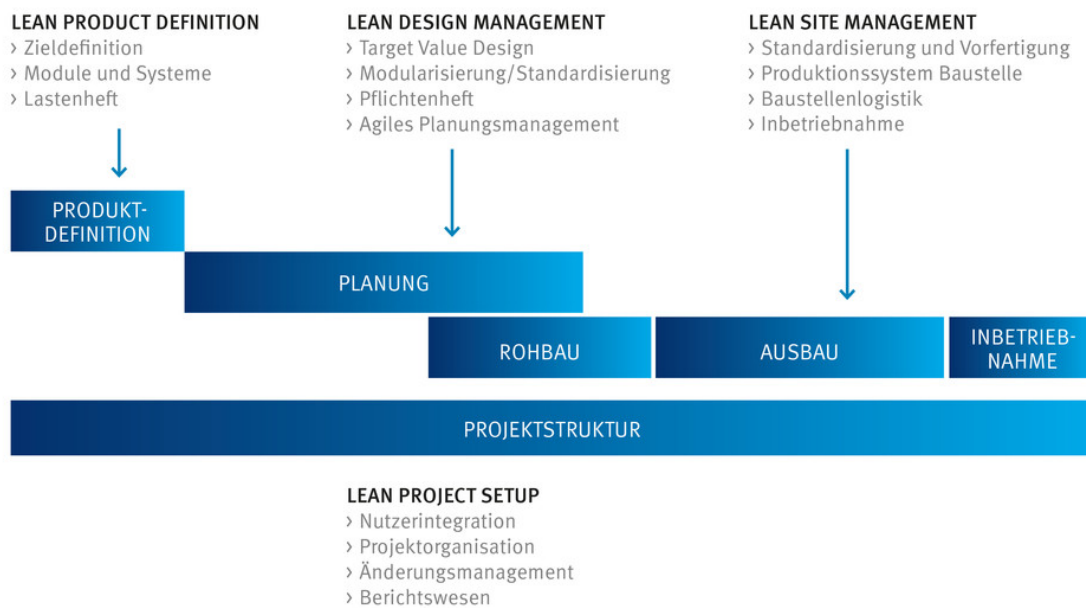 LEAN PRODUCT DEFINITION
> Zieldefinition
> Module und Systeme
> Lastenheft
LEAN DESIGN MANAGEMENT
> Target Value Design
> Modularisierung/Standardisierung
> Pflichtenheft
> Agiles Planungsmanagement
LEAN SITE MANAGEMENT
> Standardisierung und Vorfertigung
> Produktionssystem Baustelle
> Baustellenlogistik
> Inbetriebnahme
PRODUKT-
DEFINITION
PLANUNG
ROHBAU
AUSBAU
INBETRIEB-
NAHME
PROJEKTSTRUKTUR
LEAN PROJECT SETUP
> Nutzerintegration
> Projektorganisation
> Änderungsmanagement
> Berichtswesen